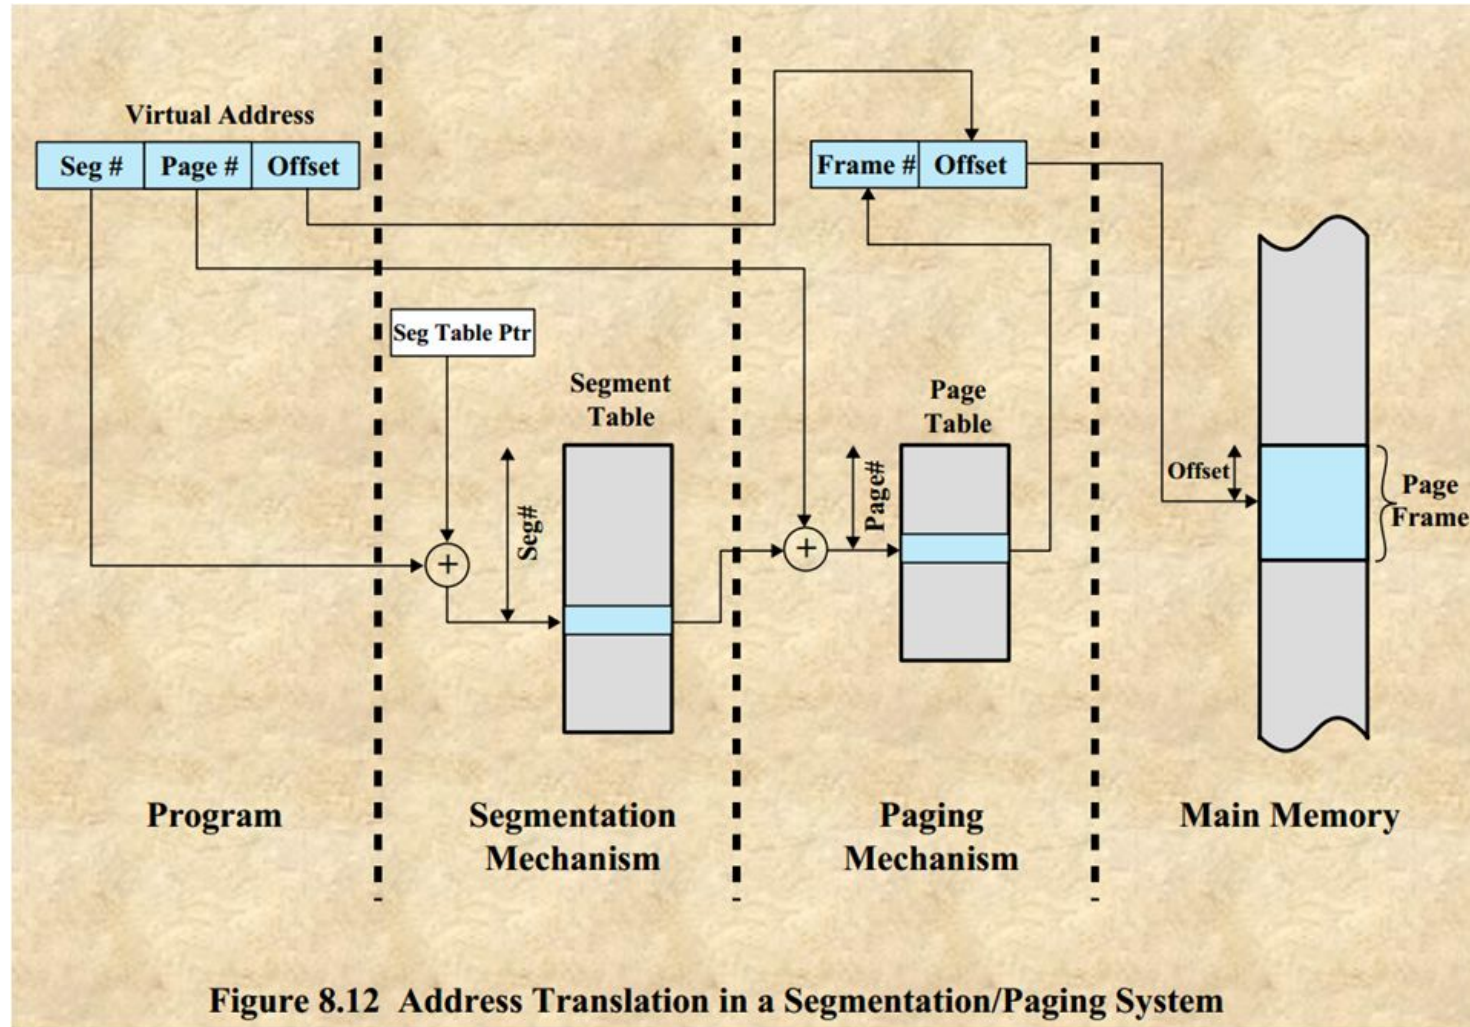 Virtual Address
Seg # Page # Offset
Frame # Offset
Seg Table Ptr
Segment
Table
Page
Table
Seg#
Page#
Offset
Page
Frame
Program
Segmentation
Mechanism
Paging
Mechanism
Main Memory
Figure 8.12 Address Translation in a Segmentation/Paging System